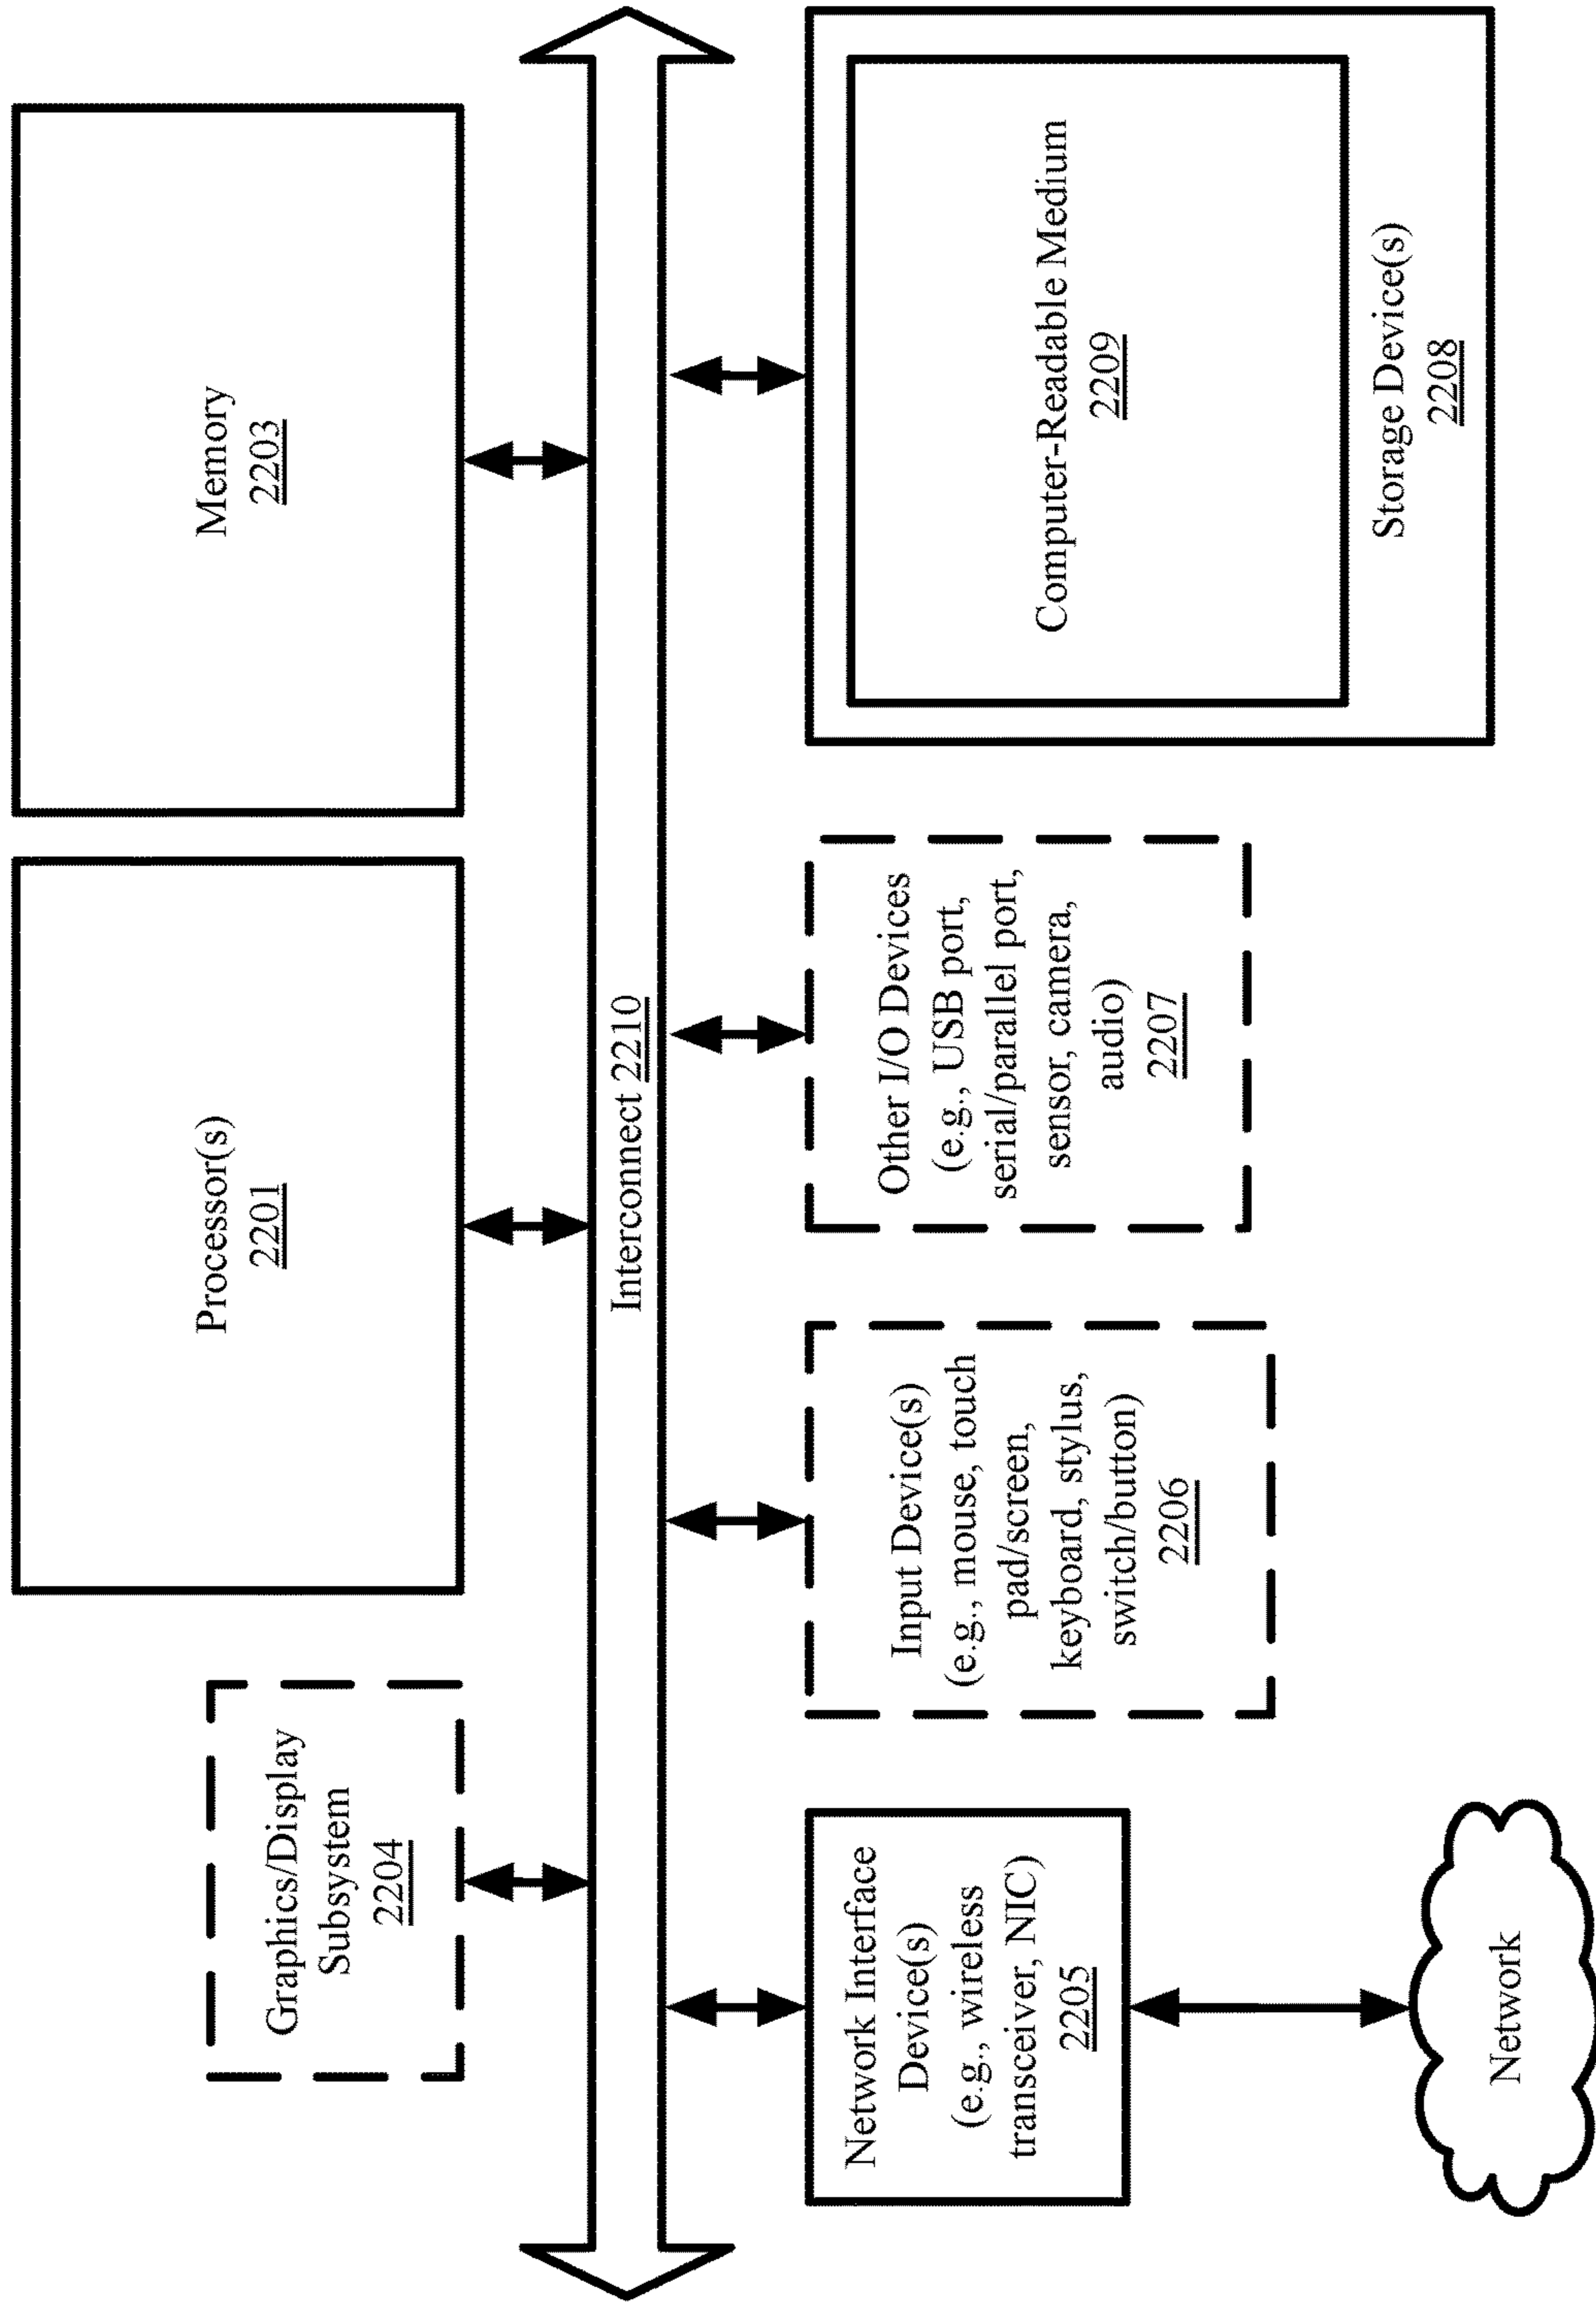 Graphics/Display
Subsystem
2204
Processor(s)
2201
Memory
2203
Interconnect 2210
Network Interface
Device(s)
(e.g., wireless
transceiver, NIC)
2205
Input Device(s)
(e.g., mouse, touch
pad/screen,
keyboard, stylus,
switch/button)
2206
Other I/O Devices
(e.g., USB port,
serial/parallel port,
sensor, camera,
audio)
2207
Computer-Readable Medium
2209
Storage Device(s)
2208
Network